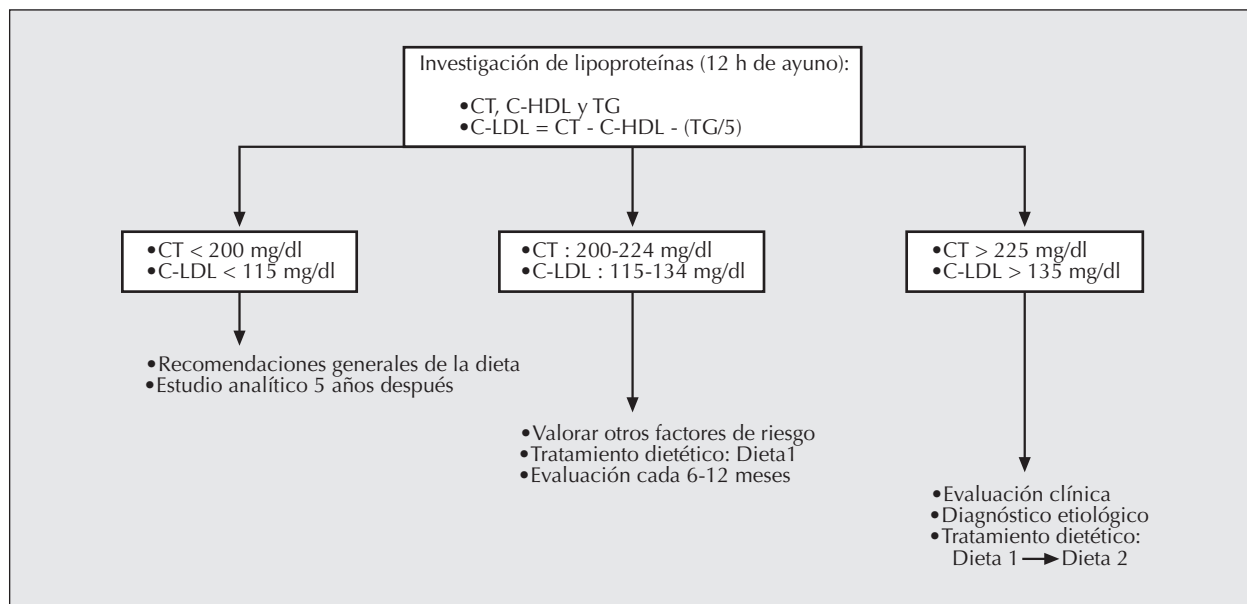 Investigación de lipoproteínas (12 h de ayuno):
•CT, C-HDL y TG
•C-LDL = CT - C-HDL - (TG/5)
•CT < 200 mg/dl
•C-LDL < 115 mg/dl
•CT : 200-224 mg/dl
•C-LDL : 115-134 mg/dl
•CT > 225 mg/dl
•C-LDL > 135 mg/dl
•Recomendaciones generales de la dieta
•Estudio analítico 5 años después
•Valorar otros factores de riesgo
•Tratamiento dietético: Dieta1
•Evaluación cada 6-12 meses
•Evaluación clínica
•Diagnóstico etiológico
•Tratamiento dietético:
Dieta 1 → Dieta 2